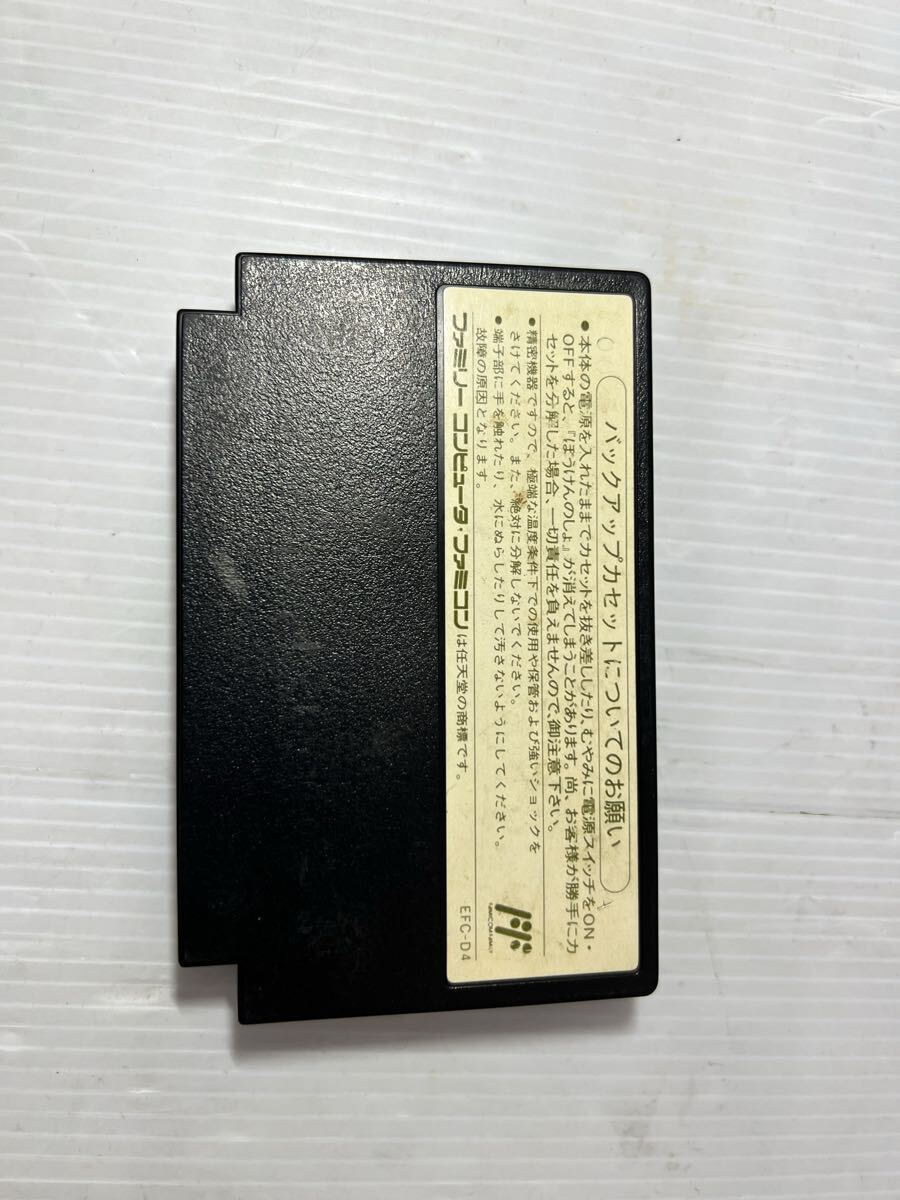 バックアップカセットについてのお願い
●本体の電源を入れたままでカセットを抜き差ししたり、むやみに電源スイッチをON・
OFFすると、『ぼうけんのしょ』が消えてしまうことがあります。尚、お客様が勝手にカ
セットを分解した場合、一切責任を負えませんので、御注意下さい。
●精密機器ですので、極端な温度条件下での使用や保管および強いショックを
さけてください。また、絶対に分解しないでください。
●端子部に手を触れたり、水にぬらしたりして汚さないようにしてください。
故障の原因となります。
ファミリーコンピュータ・ファミコンは任天堂の商標です。
FAMICOM FAMILY
EFC-D4